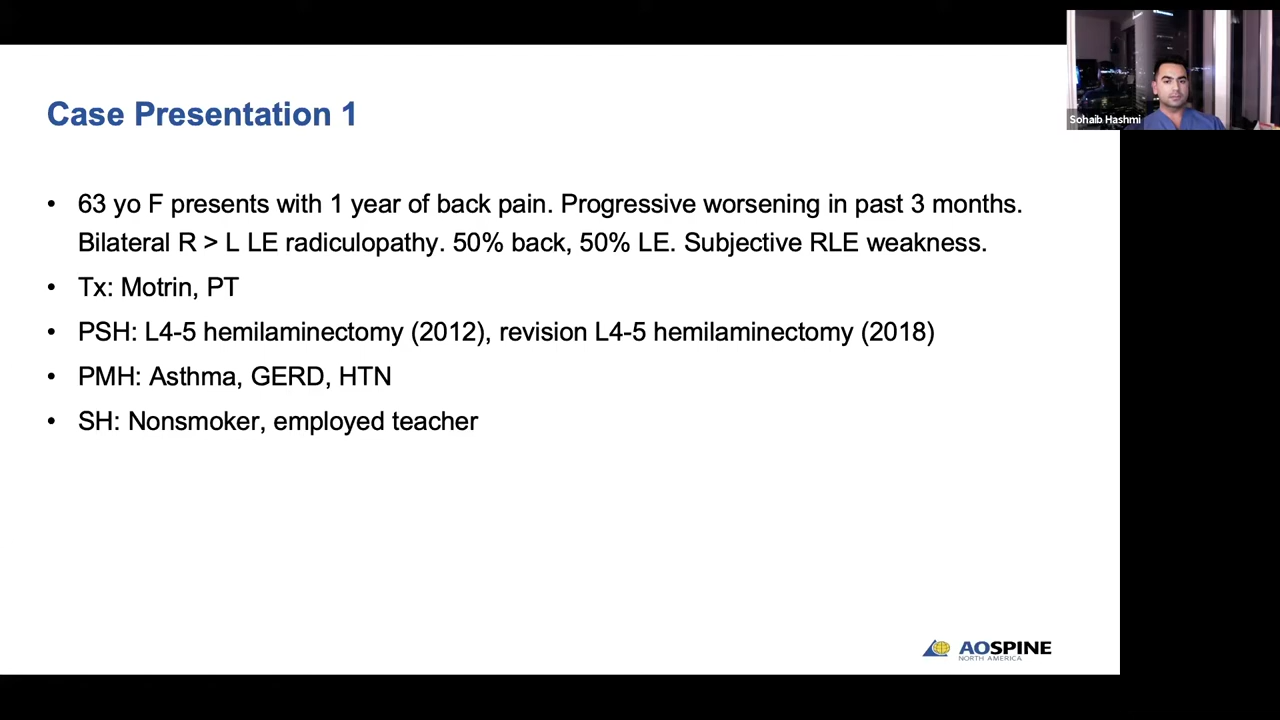 Sohaib Hashmi
Case Presentation 1
• 63 yo F presents with 1 year of back pain. Progressive worsening in past 3 months.
Bilateral R > L LE radiculopathy. 50% back, 50% LE. Subjective RLE weakness.
• Tx: Motrin, PT
• PSH: L4-5 hemilaminectomy (2012), revision L4-5 hemilaminectomy (2018)
• PMH: Asthma, GERD, HTN
• SH: Nonsmoker, employed teacher
AOSPINE
NORTH AMERICA